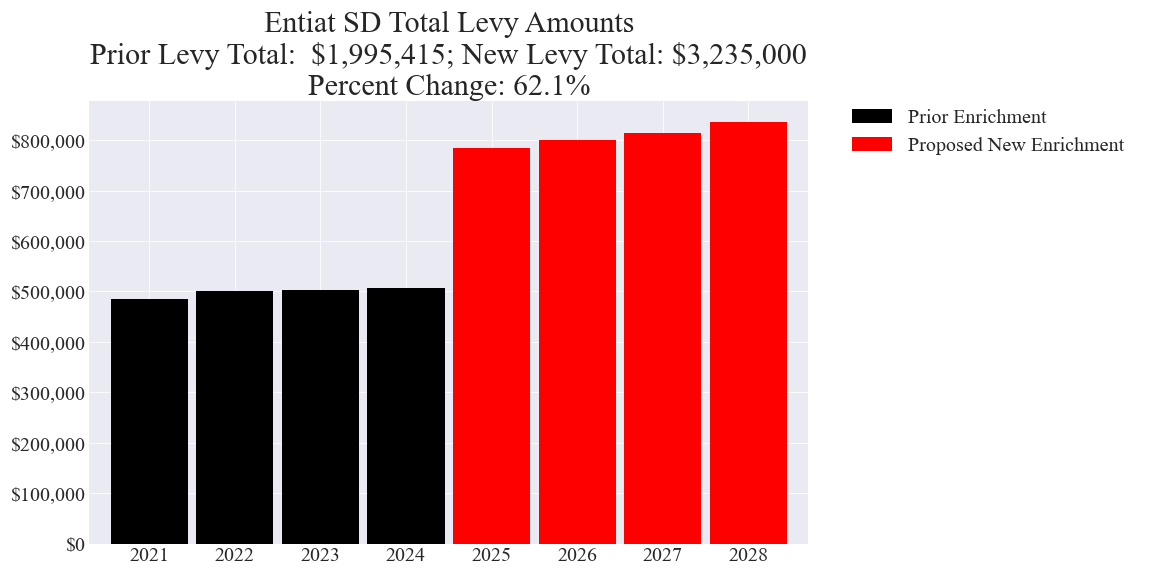 Entiat SD Total Levy Amounts
Prior Levy Total:  $1,995,415; New Levy Total: $3,235,000
Percent Change: 62.1%
Prior Enrichment
Proposed New Enrichment
$800,000
$700,000
$600,000
$500,000
$400,000
$300,000
$200,000
$100,000
$0
2021 2022 2023 2024 2025 2026 2027 2028